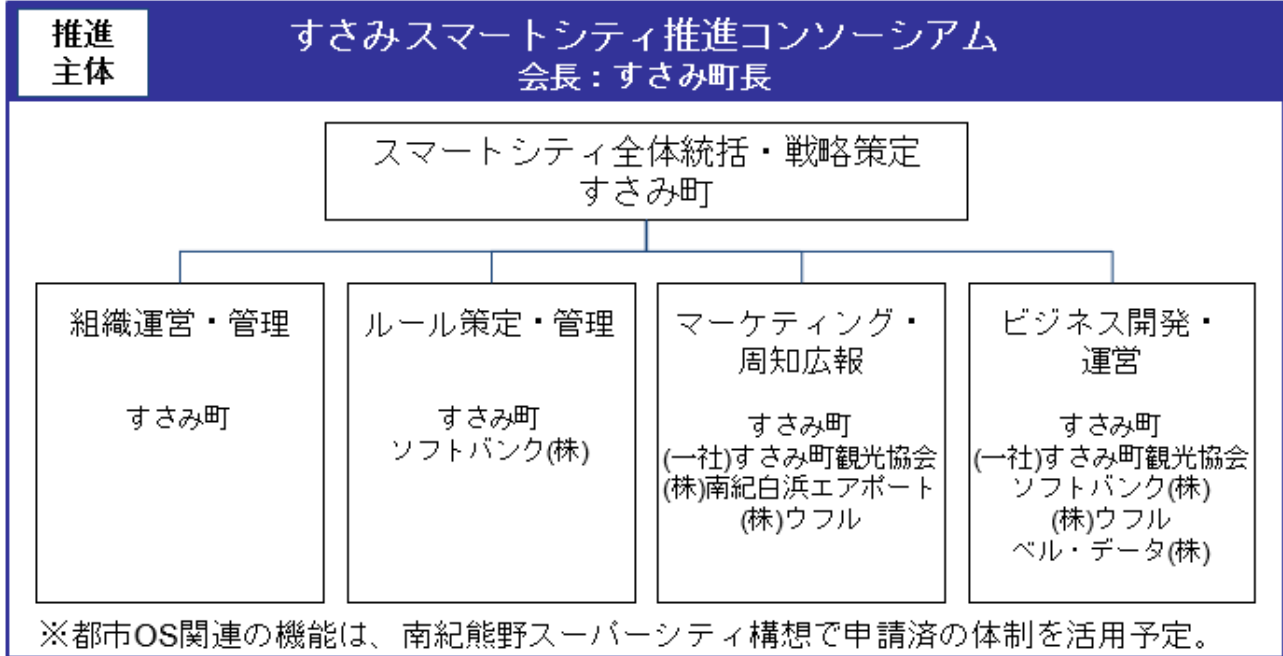 推進
主体
すさみスマートシティ推進コンソーシアム
会長：すさみ町長
スマートシティ全体統括・戦略策定
すさみ町
組織運営・管理
すさみ町
ルール策定・管理
すさみ町
ソフトバンク(株)
マーケティング・
周知広報
すさみ町
(一社)すさみ町観光協会
(株)南紀白浜エアポート
(株)ウフル
ビジネス開発・
運営
すさみ町
(一社)すさみ町観光協会
ソフトバンク(株)
(株)ウフル
ベル・データ(株)
※都市OS関連の機能は、南紀熊野スーパーシティ構想で申請済の体制を活用予定。